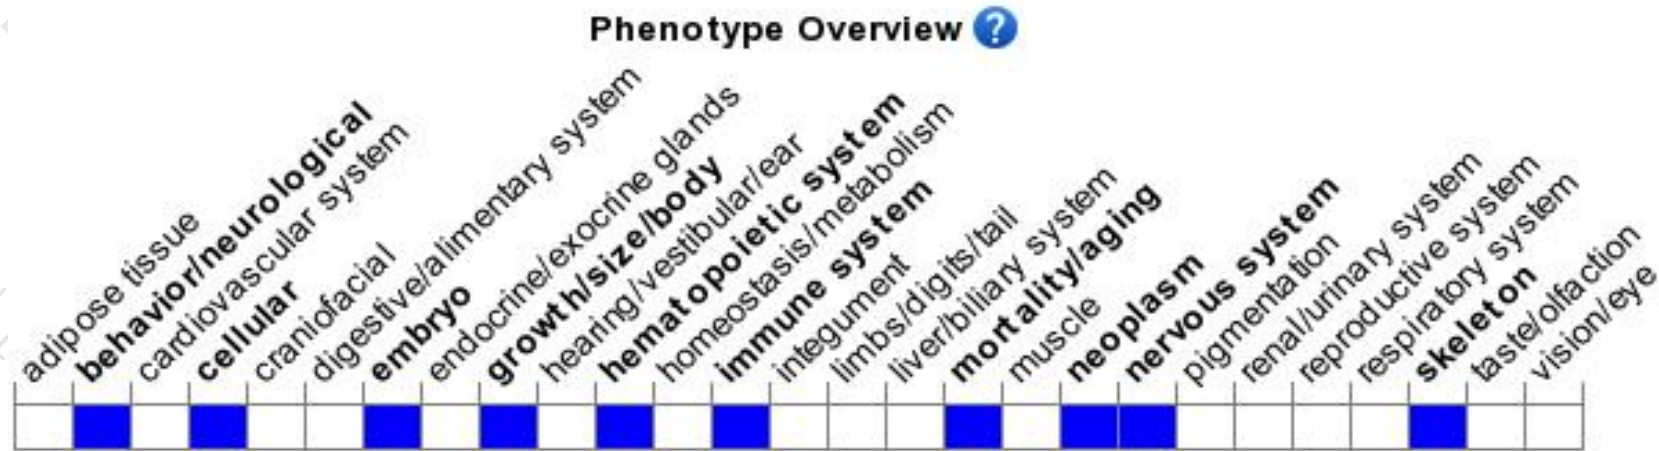 Phenotype Overview ?
adipose tissue
behavior/neurological
cardiovascular system
cellular
craniofacial
digestive/alimentary system
embryo
endocrine/exocrine glands
growth/size/body
hearing/vestibular/ear
hematopoietic system
homeostasis/metabolism
immune system
integument
limbs/digits/tail
liver/biliary system
mortality/aging
muscle
neoplasm
nervous system
pigmentation
renal/urinary system
reproductive system
respiratory system
skeleton
taste/olfaction
vision/eye